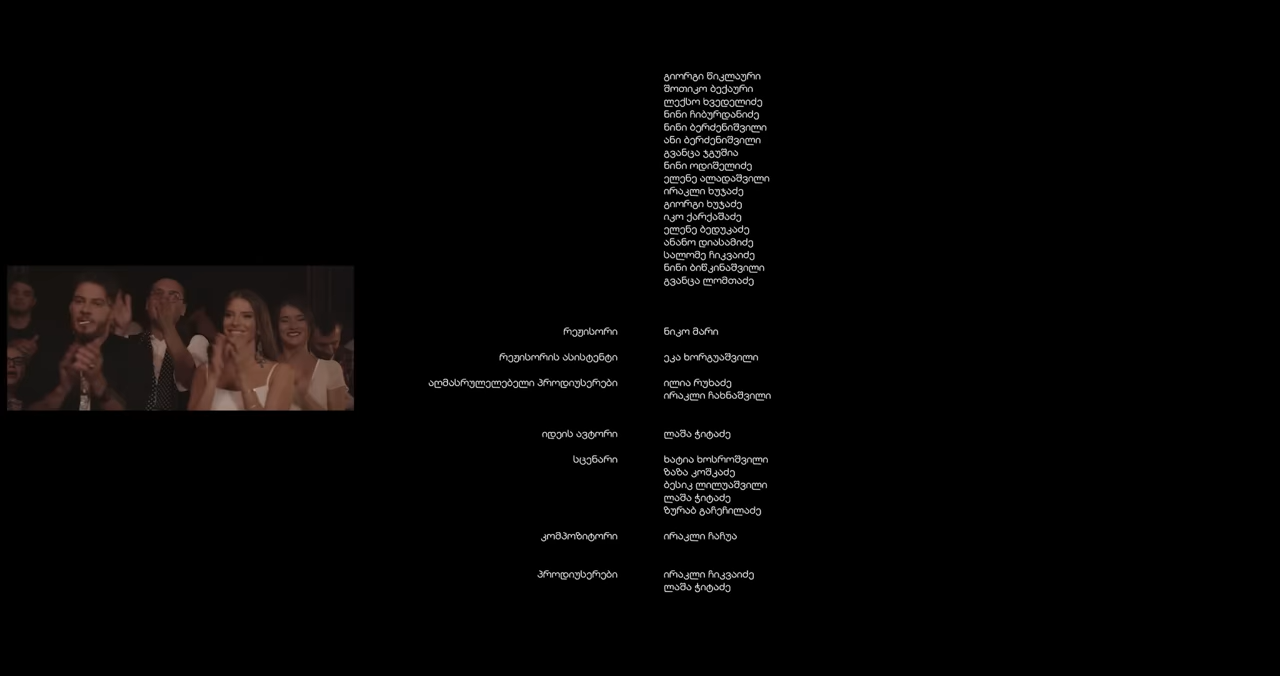 გიორგი წიკლაური
შოთიკო ბექაური
ლექსო ხვედელიძე
ნინი ჩიბურდანიძე
ნინი ბერძენიშვილი
ანი ბერძენიშვილი
გვანცა ჯგუშია
ნინი ოდიშელიძე
ელენე ალადაშვილი
ირაკლი ხუჯაძე
გიორგი ხუჯაძე
იკო ქარქაშაძე
ელენე ბედუკაძე
ანანო დიასამიძე
სალომე ჩიკვაიძე
ნინი ბიწკინაშვილი
გვანცა ლომთაძე
რეჟისორი ნიკო მარი
რეჟისორის ასისტენტი ეკა ხორგუაშვილი
აღმასრულელებელი პროდიუსერები ილია რუხაძე
ირაკლი ჩახნაშვილი
იდეის ავტორი ლაშა ჭიტაძე
სცენარი ხატია ხოსროშვილი
ზაზა კოშკაძე
ბესიკ ლილუაშვილი
ლაშა ჭიტაძე
ზურაბ გაჩეჩილაძე
კომპოზიტორი ირაკლი ჩაჩუა
პროდიუსერები ირაკლი ჩიკვაიძე
ლაშა ჭიტაძე